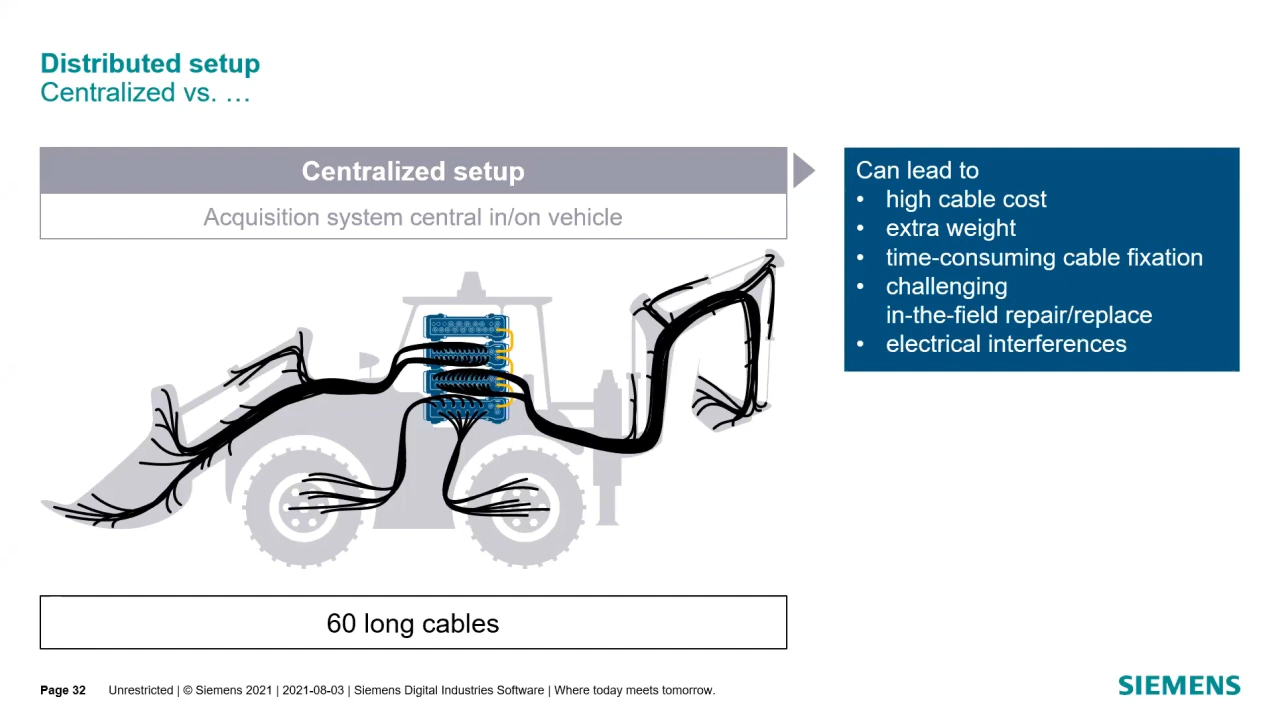 Distributed setup
Centralized vs. …
Centralized setup
Acquisition system central in/on vehicle
Can lead to
• high cable cost
• extra weight
• time-consuming cable fixation
• challenging
in-the-field repair/replace
• electrical interferences
60 long cables
Page 32 Unrestricted | © Siemens 2021 | 2021-08-03 | Siemens Digital Industries Software | Where today meets tomorrow.
SIEMENS